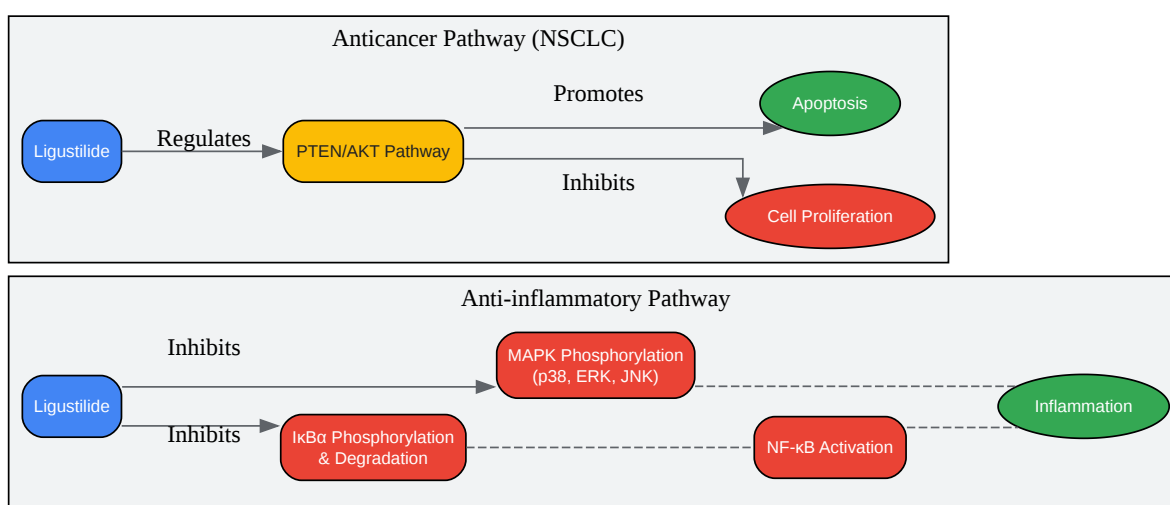 Anticancer Pathway (NSCLC)
Promotes
Apoptosis
Ligustilide
Regulates
PTEN/AKT Pathway
Inhibits
Cell Proliferation
Anti-inflammatory Pathway
Inhibits
MAPK Phosphorylation
(p38, ERK, JNK)
Ligustilide
Inflammation
Inhibits
IκBα Phosphorylation
& Degradation
NF-κB Activation